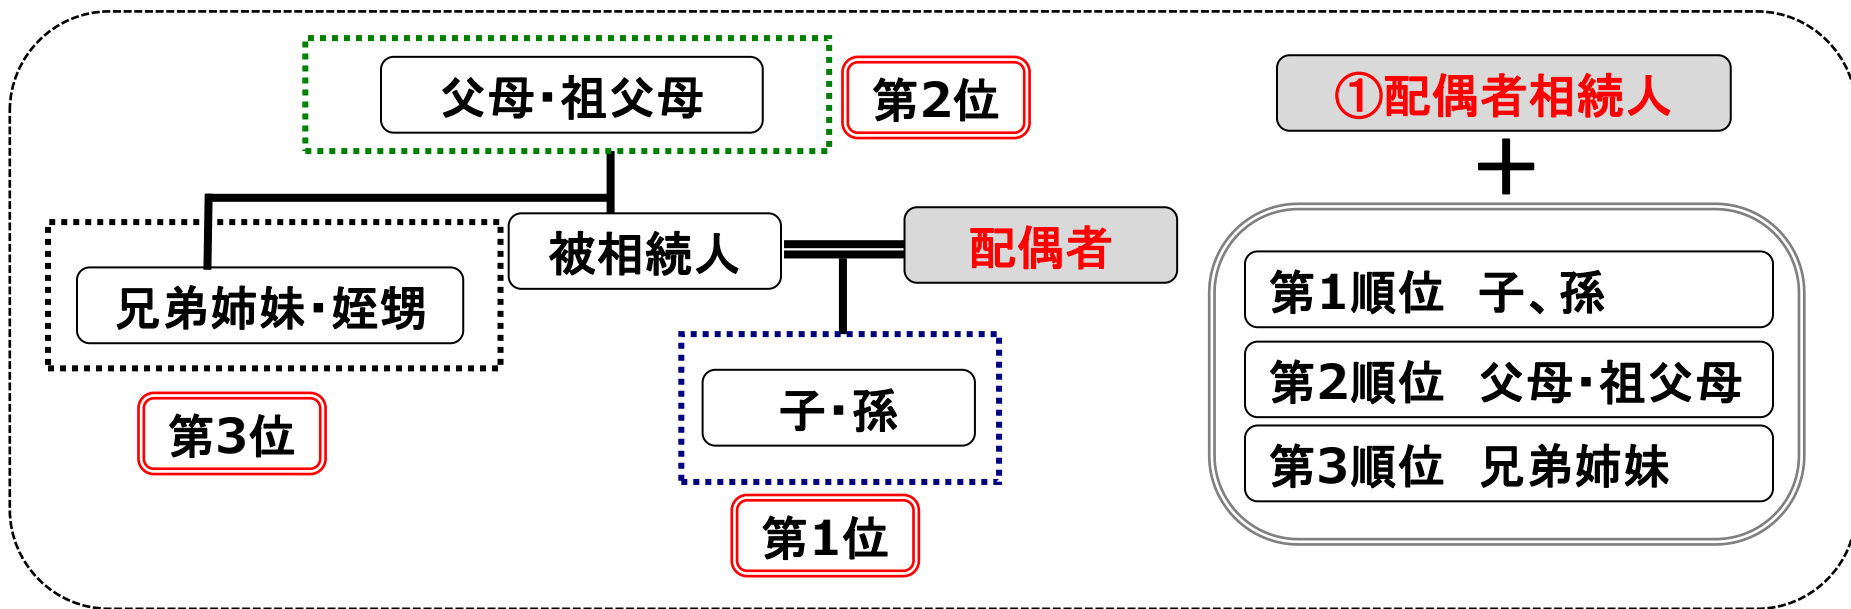 父母・祖父母
第2位
被相続人
配偶者
兄弟姉妹・姪甥
第3位
子・孫
第1位
①配偶者相続人
＋
第1順位　子、孫
第2順位　父母・祖父母
第3順位　兄弟姉妹